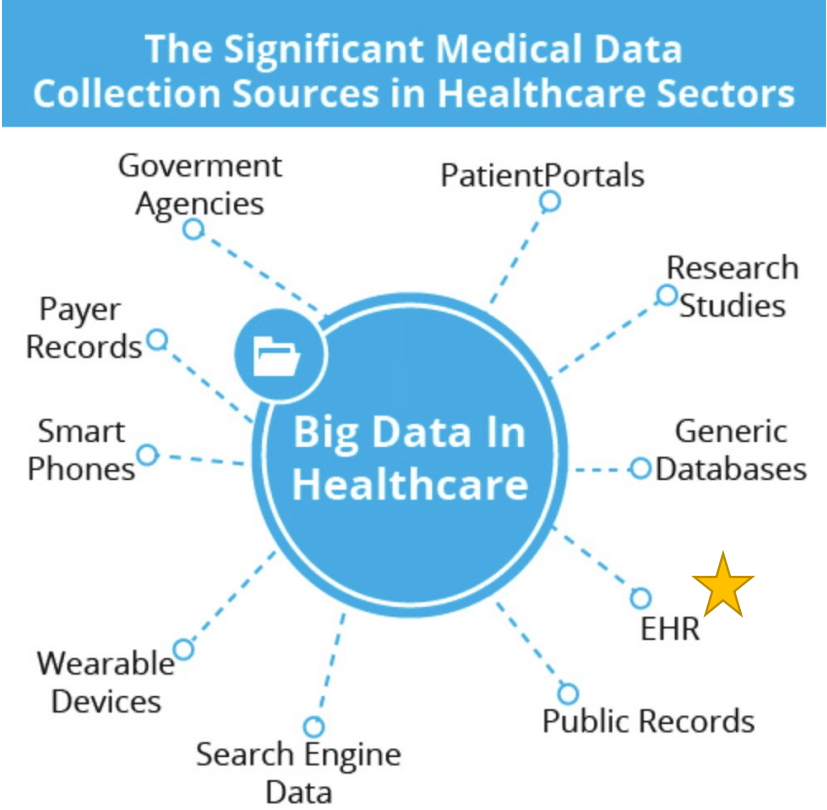 The Significant Medical Data
Collection Sources in Healthcare Sectors
Goverment
Agencies
PatientPortals
Research
Studies
Payer
Records
Big Data In
Healthcare
Smart
Phones
Generic
Databases
EHR
Wearable
Devices
Public Records
Search Engine
Data